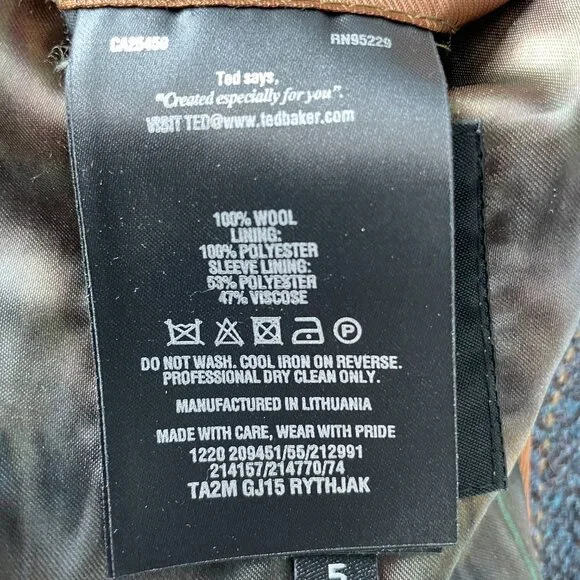 CA25450 RN95229
Ted says,
"Created especially for you".
VISIT TED@www.tedbaker.com
100% WOOL
LINING:
100% POLYESTER
SLEEVE LINING:
53% POLYESTER
47% VISCOSE
P
DO NOT WASH. COOL IRON ON REVERSE.
PROFESSIONAL DRY CLEAN ONLY.
MANUFACTURED IN LITHUANIA
MADE WITH CARE, WEAR WITH PRIDE
1220 209451/55/212991
214157/214770/74
TA2M GJ15 RYTHJAK
5